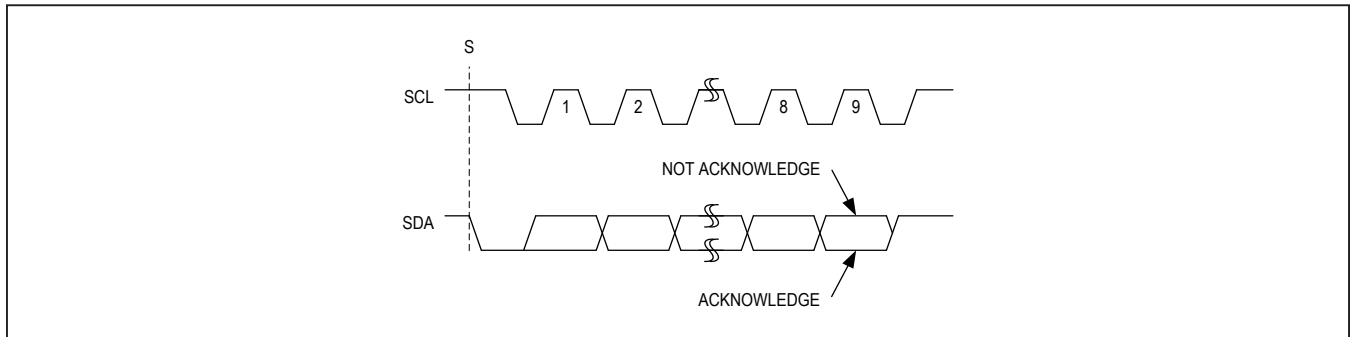 S
SCL
1 2 8 9
NOT ACKNOWLEDGE
SDA
ACKNOWLEDGE